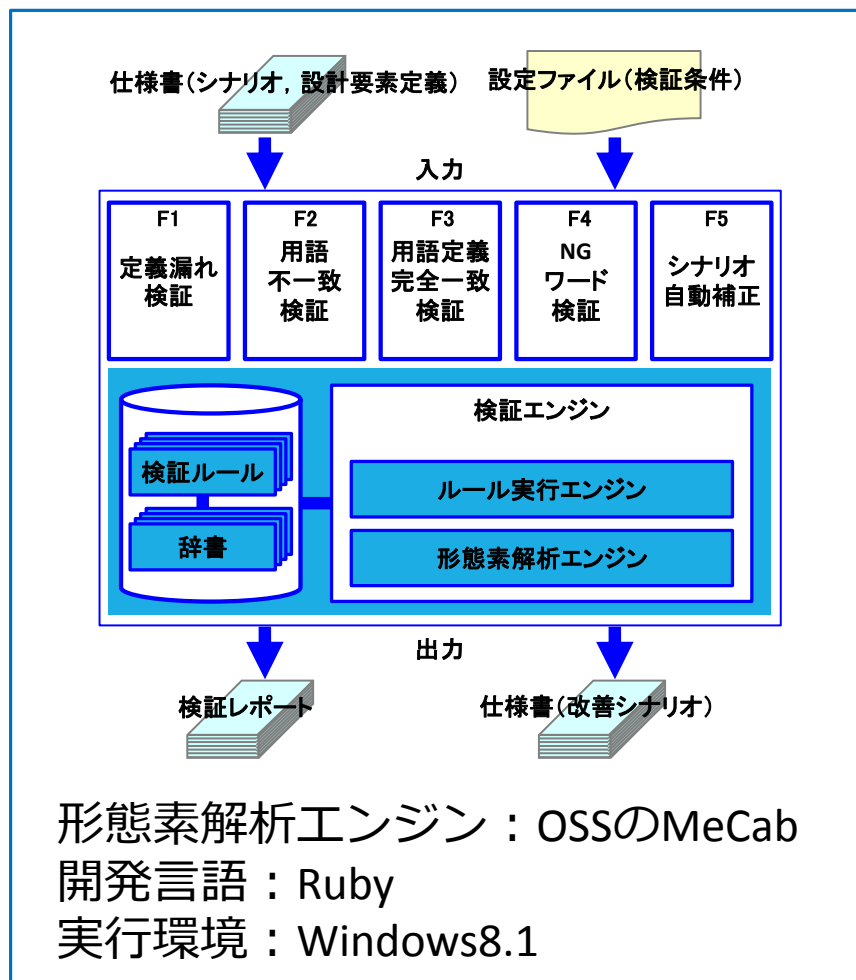 仕様書(シナリオ,設計要素定義)
設定ファイル(検証条件)
入力
F1
定義漏れ
検証
F2
用語
不一致
検証
F3
用語定義
完全一致
検証
F4
NG
ワード
検証
F5
シナリオ
自動補正
検証ルール
辞書
検証エンジン
ルール実行エンジン
形態素解析エンジン
出力
検証レポート
仕様書(改善シナリオ)
形態素解析エンジン:OSSのMeCab
開発言語:Ruby
実行環境:Windows8.1